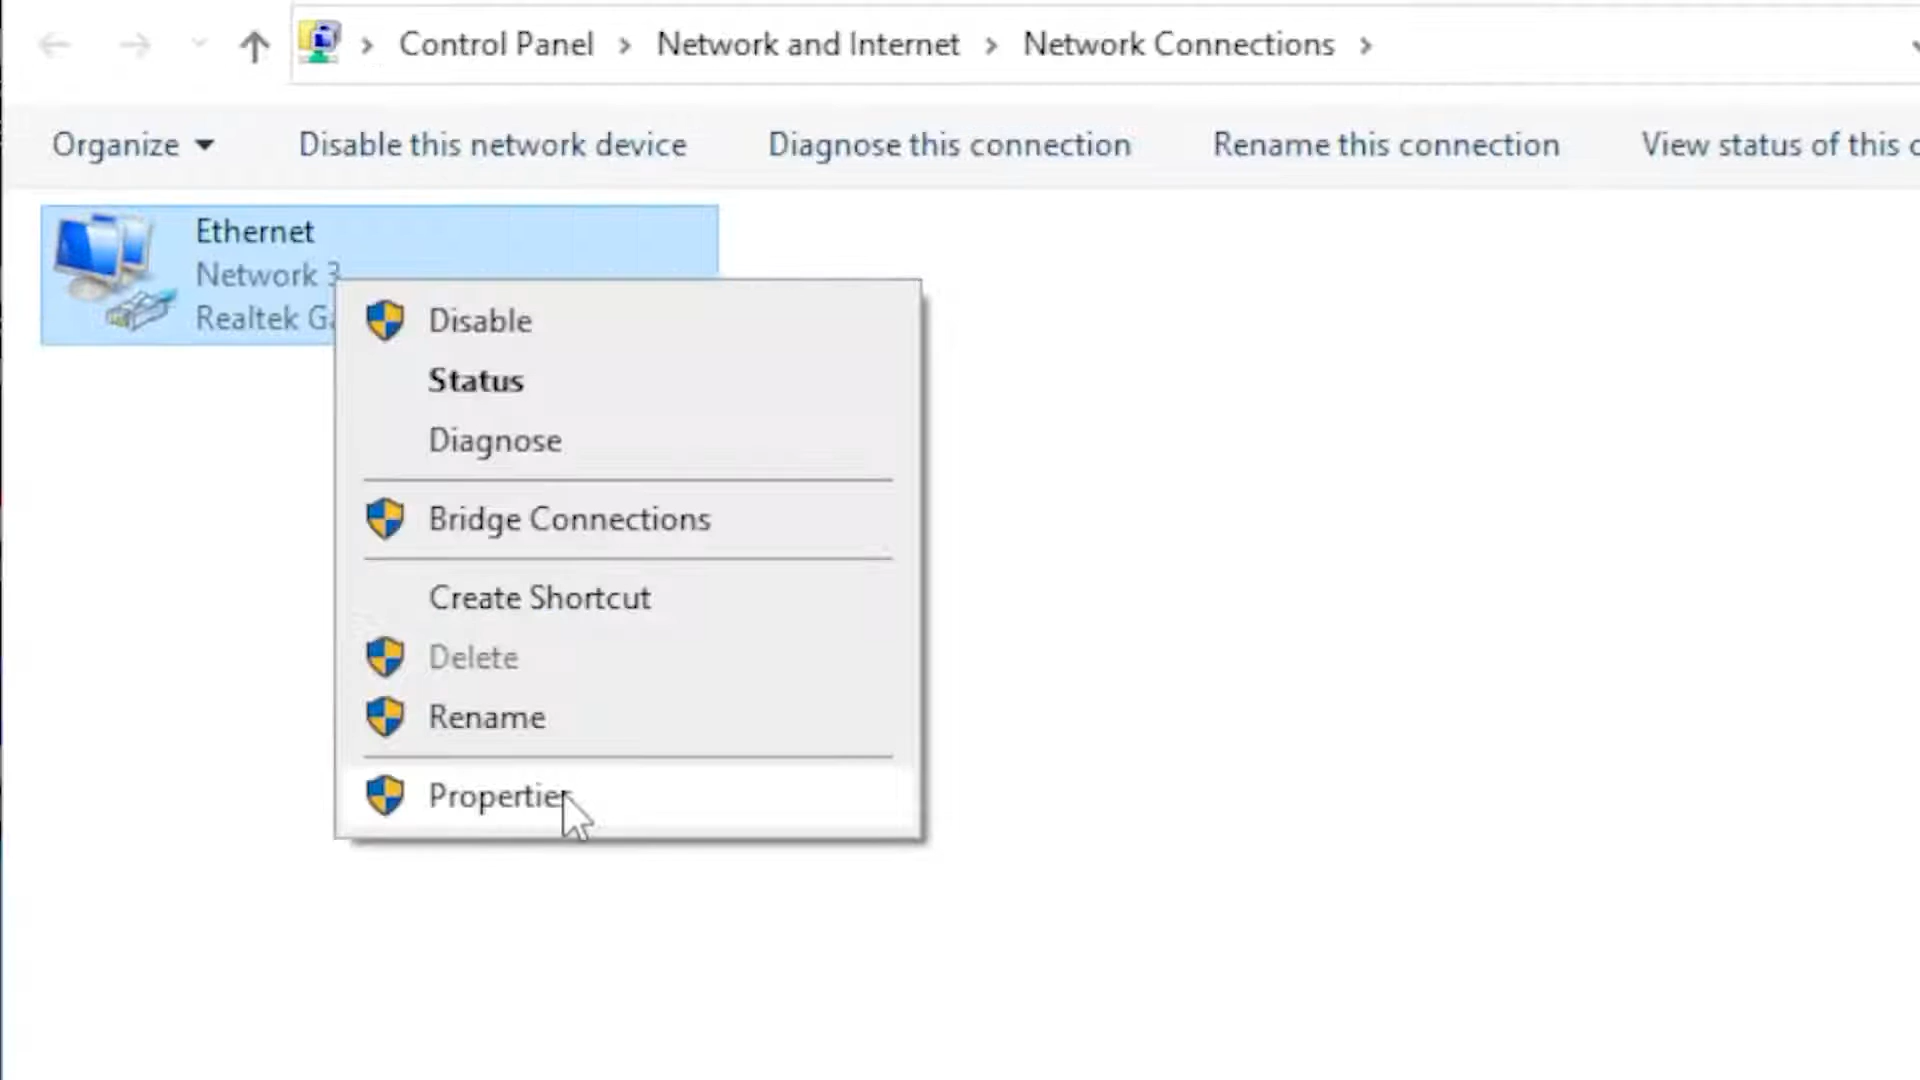 Control Panel > Network and Internet > Network Connections >
Organize Disable this network device Diagnose this connection Rename this connection View status of this
Ethernet
Network 3
Realtek
Disable
Status
Diagnose
Bridge Connections
Create Shortcut
Delete
Rename
Properties